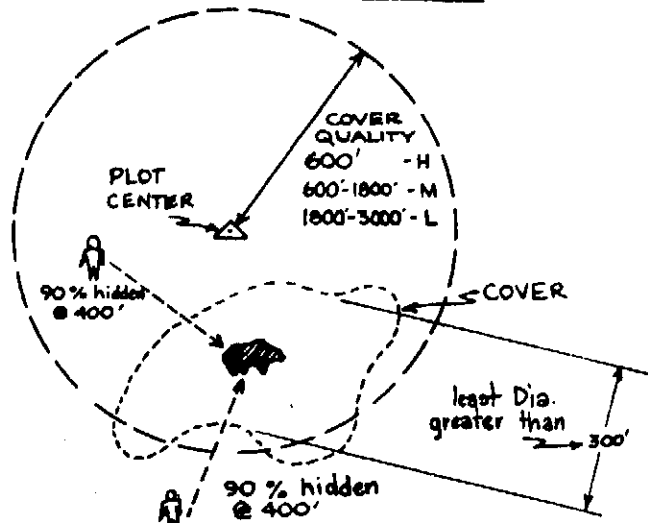 COVER
QUALITY
600' - H
600'-1800' - M
1800'-3000' - L
PLOT
CENTER
90% hidden
@ 400'
COVER
least Dia.
greater than
300'
90% hidden
@ 400'